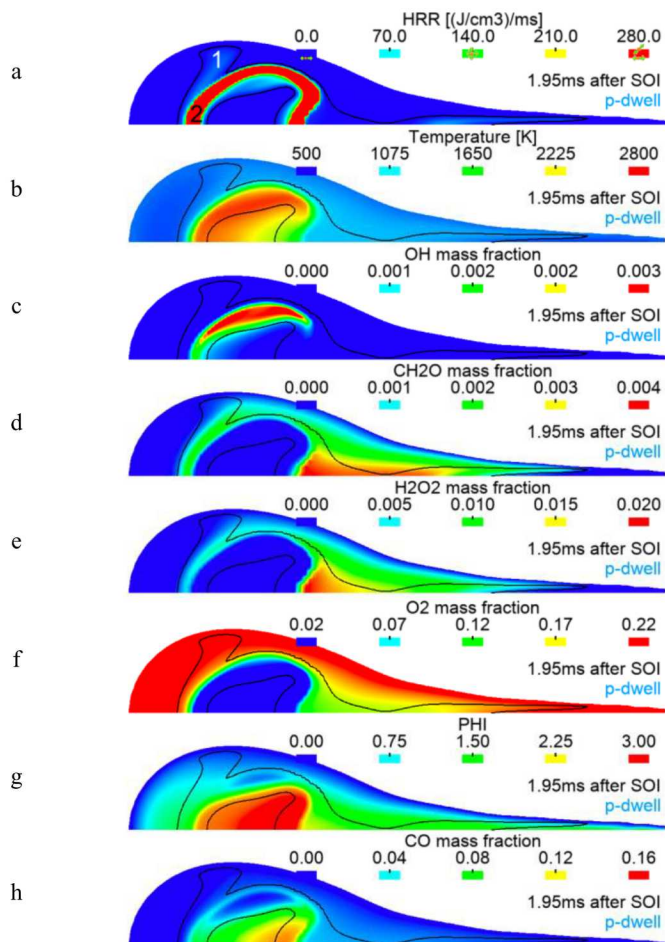 a
HRR [(J/cm3)/ms]
0.0 70.0 140.0 210.0 280.0
1
2
1.95ms after SOI
p-dwell
b
Temperature [K]
500 1075 1650 2225 2800
1.95ms after SOI
p-dwell
c
OH mass fraction
0.000 0.001 0.002 0.002 0.003
1.95ms after SOI
p-dwell
d
CH2O mass fraction
0.000 0.001 0.002 0.003 0.004
1.95ms after SOI
p-dwell
e
H2O2 mass fraction
0.000 0.005 0.010 0.015 0.020
1.95ms after SOI
p-dwell
f
O2 mass fraction
0.02 0.07 0.12 0.17 0.22
1.95ms after SOI
p-dwell
g
PHI
0.00 0.75 1.50 2.25 3.00
1.95ms after SOI
p-dwell
h
CO mass fraction
0.00 0.04 0.08 0.12 0.16
1.95ms after SOI
p-dwell